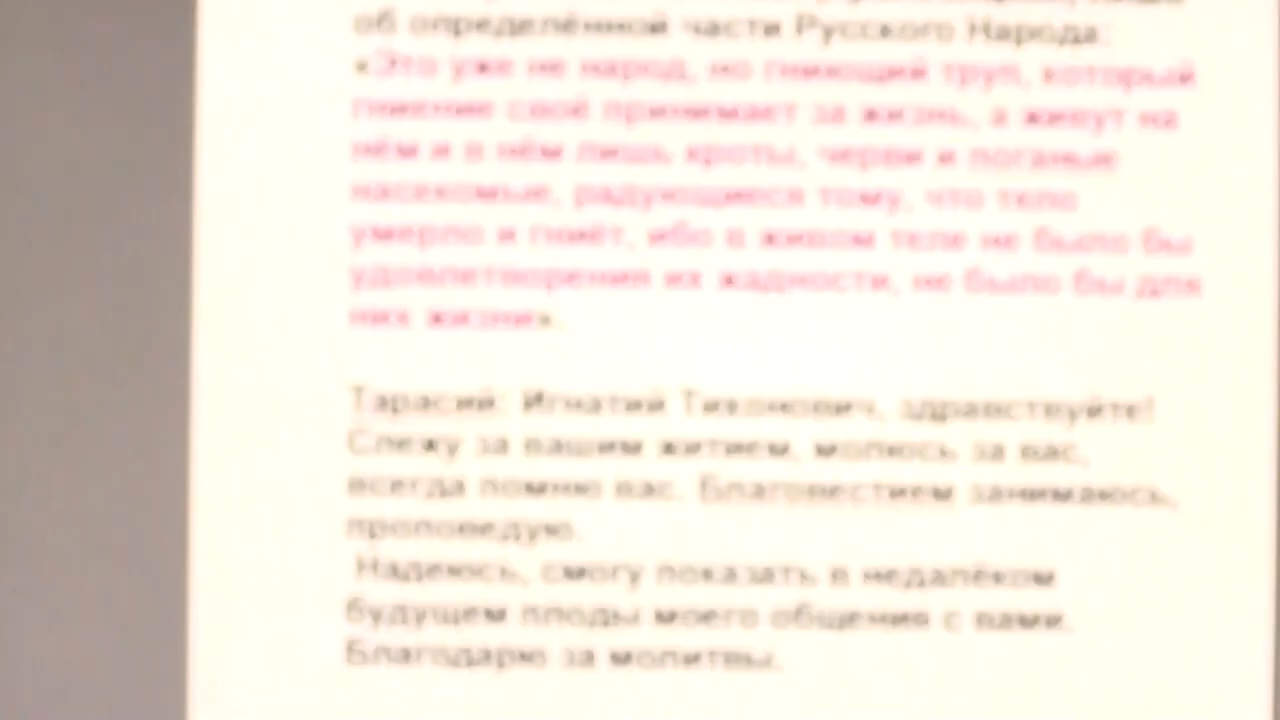 об определённой части Русского Народа:
«Это уже не народ, но гниющий труп, который
гниение своё принимает за жизнь, а живут на
нём и в нём лишь кроты, черви и поганые
насекомые, радующиеся тому, что тело
умерло и гниёт, ибо в живом теле не было бы
удовлетворения их жадности, не было бы для
них жизни».
Тарасий: Игнатий Тихонович, здравствуйте!
Слежу за вашим житием, молюсь за вас,
всегда помню вас. Благовестием занимаюсь,
проповедую.
Надеюсь, смогу показать в недалёком
будущем плоды моего общения с вами.
Благодарю за молитвы.